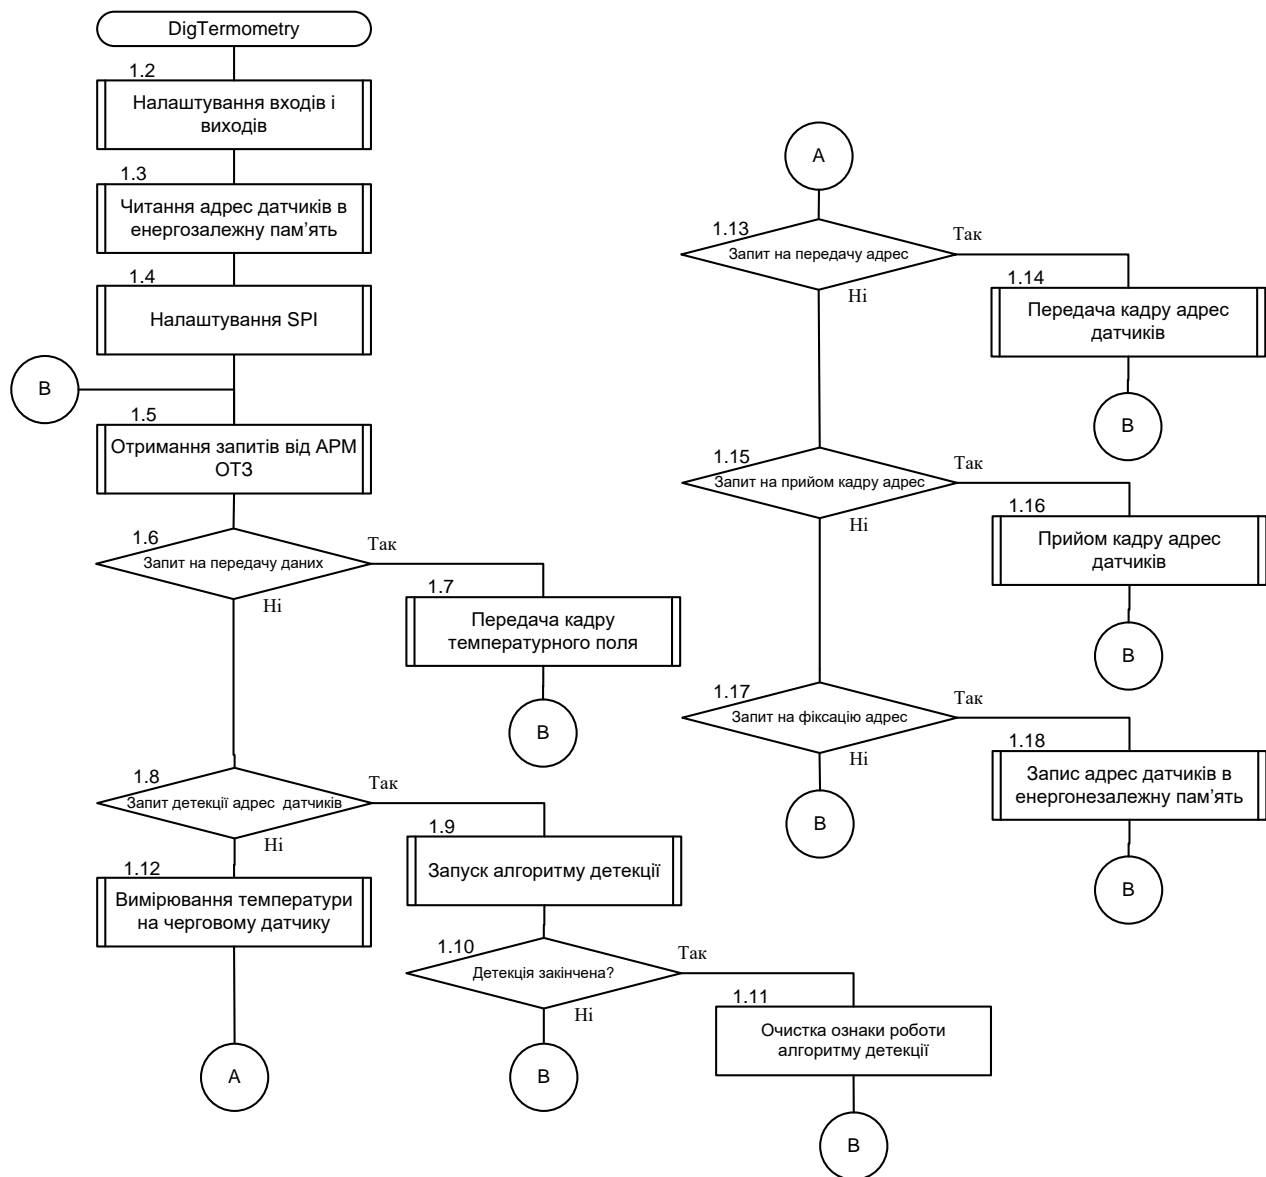 DigTermometry
1.2
Налаштування входів і
виходів
1.3
Читання адрес датчиків в
енергозалежну пам’ять
1.4
Налаштування SPI
В
1.5
Отримання запитів від АРМ
ОТЗ
1.6
Запит на передачу даних
Так
Ні
1.7
Передача кадру
температурного поля
В
1.8
Запит детекції адрес датчиків
Так
Ні
1.9
Запуск алгоритму детекції
1.12
Вимірювання температури
на черговому датчику
1.10
Детекція закінчена?
Так
Ні
1.11
Очистка ознаки роботи
алгоритму детекції
А
В
В
А
1.13
Запит на передачу адрес
Так
Ні
1.14
Передача кадру адрес
датчиків
В
1.15
Запит на прийом кадру адрес
Так
Ні
1.16
Прийом кадру адрес
датчиків
В
1.17
Запит на фіксацію адрес
Так
Ні
1.18
Запис адрес датчиків в
енергонезалежну пам’ять
В
В